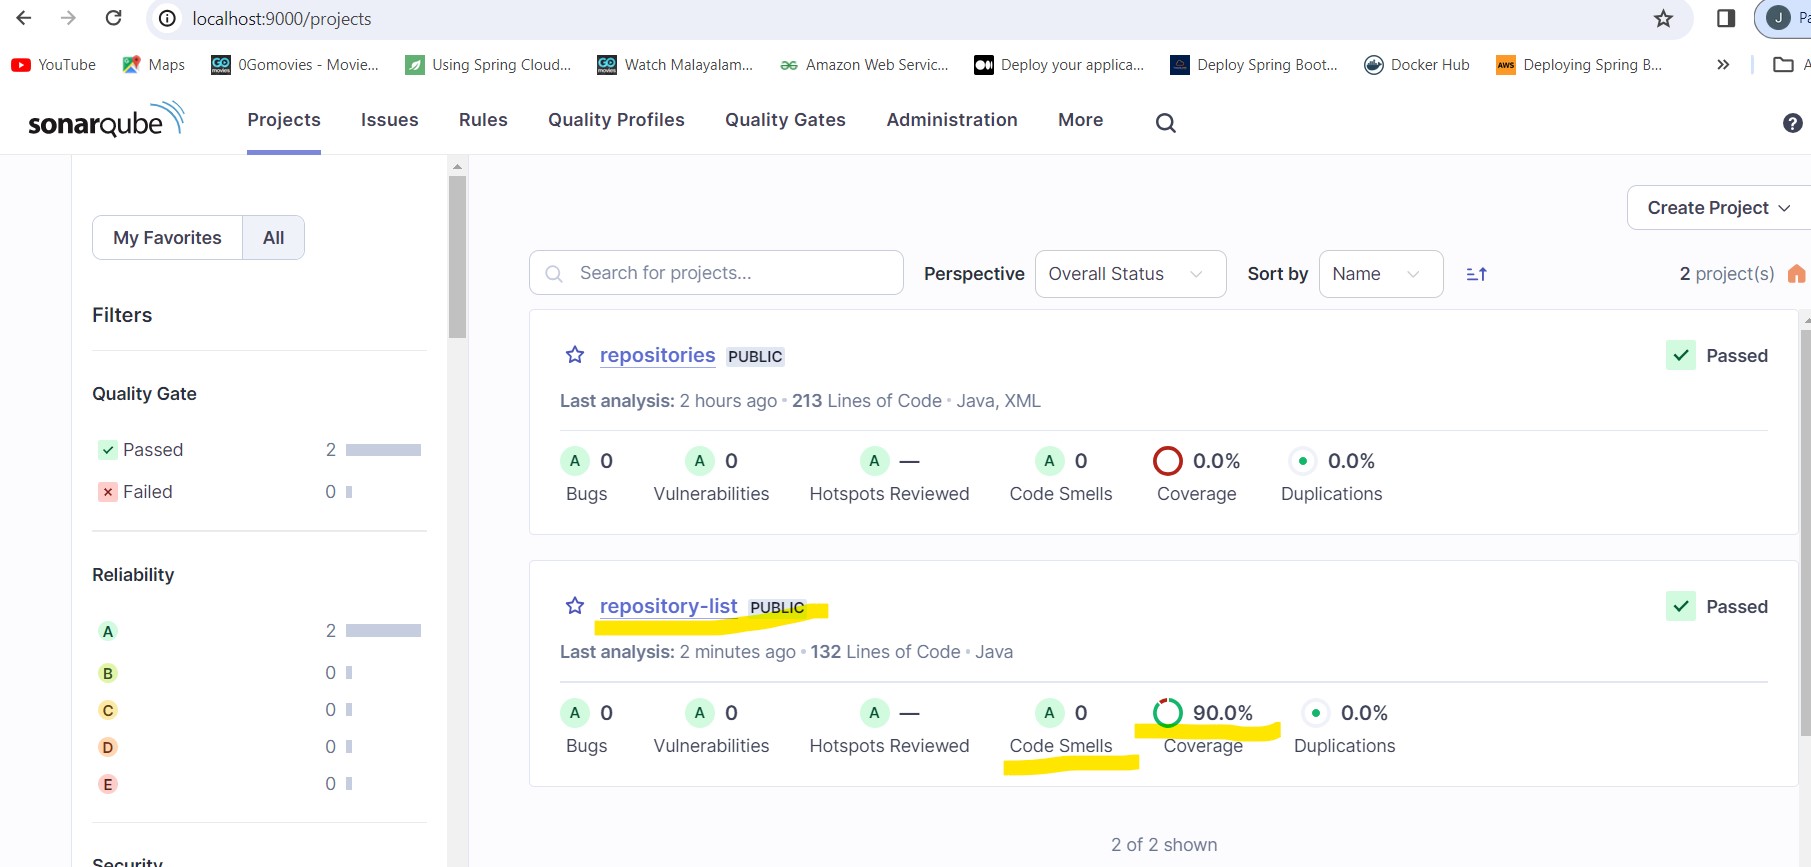 localhost:9000/projects
J Pa
YouTube Maps 0Gomovies - Movie... Using Spring Cloud... Watch Malayalam... Amazon Web Servic... Deploy your applica... Deploy Spring Boot... Docker Hub Deploying Spring B... » A
sonarqube Projects Issues Rules Quality Profiles Quality Gates Administration More ?
My Favorites All
Create Project
Search for projects... Perspective Overall Status Sort by Name 2 project(s)
Filters
Quality Gate
Passed 2
Failed 0
Reliability
A 2
B 0
C 0
D 0
E 0
Security
repositories PUBLIC Passed
Last analysis: 2 hours ago • 213 Lines of Code • Java, XML
A 0 A 0 A — A 0 0.0% 0.0%
Bugs Vulnerabilities Hotspots Reviewed Code Smells Coverage Duplications
repository-list PUBLIC Passed
Last analysis: 2 minutes ago • 132 Lines of Code • Java
A 0 A 0 A — A 0 90.0% 0.0%
Bugs Vulnerabilities Hotspots Reviewed Code Smells Coverage Duplications
2 of 2 shown